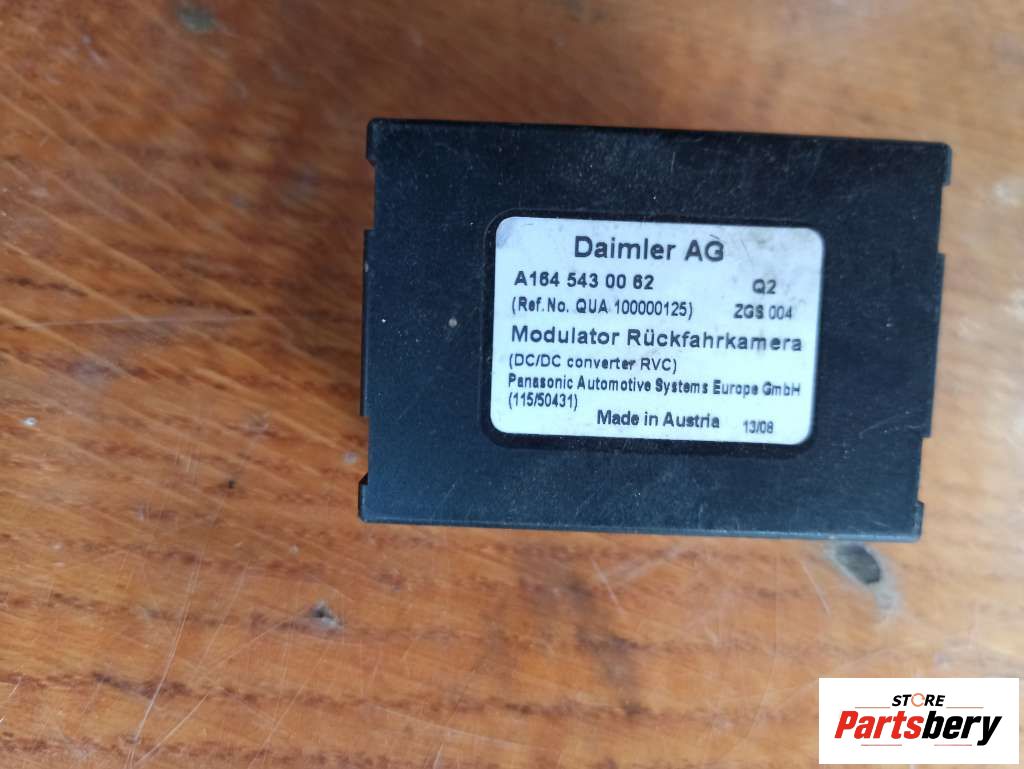 Daimler AG
A164 543 00 62 Q2
(Ref.No. QUA 100000125) ZGS 004
Modulator Rückfahrkamera
(DC/DC converter RVC)
Panasonic Automotive Systems Europe GmbH
(115/50431)
Made in Austria 13/08
STORE
Partsbery